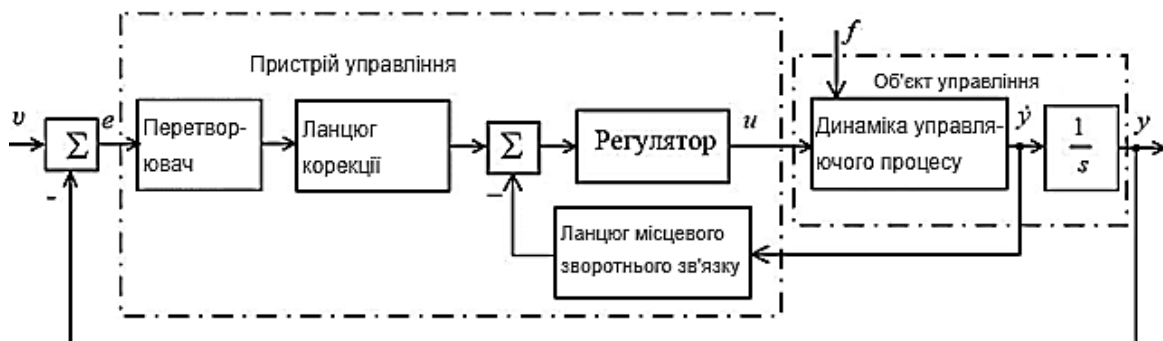 Пристрій управління
f
Об'єкт управління
υ
Σ
-
e
Перетвор-
ювач
Ланцюг
корекції
Σ
−
Регулятор
u
Динаміка управля-
ючого процесу
ẏ
1
s
y
Ланцюг місцевого
зворотнього зв'язку